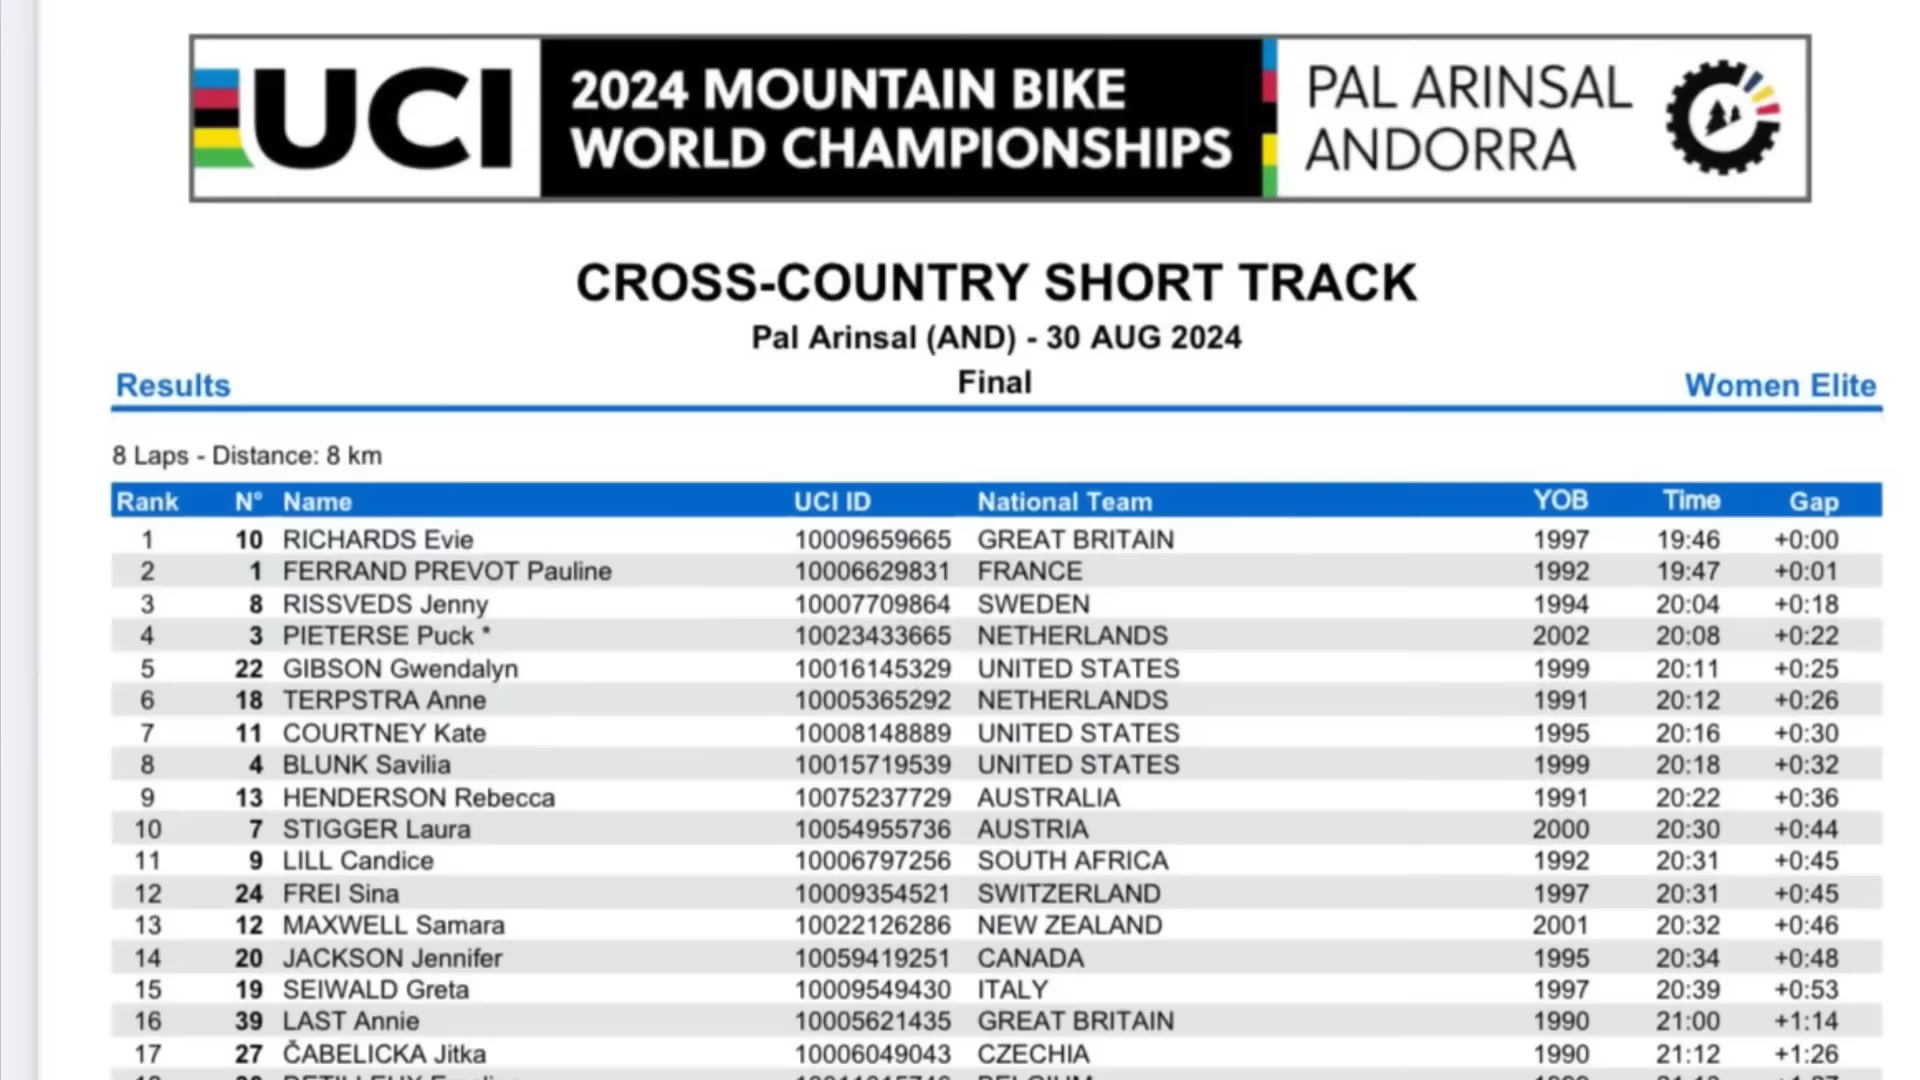 UCI
2024 MOUNTAIN BIKE
WORLD CHAMPIONSHIPS
PAL ARINSAL
ANDORRA
CROSS-COUNTRY SHORT TRACK
Pal Arinsal (AND) - 30 AUG 2024
Results Final Women Elite
8 Laps - Distance: 8 km
Rank N° Name UCI ID National Team YOB Time Gap
1 10 RICHARDS Evie 10009659665 GREAT BRITAIN 1997 19:46 +0:00
2 1 FERRAND PREVOT Pauline 10006629831 FRANCE 1992 19:47 +0:01
3 8 RISSVEDS Jenny 10007709864 SWEDEN 1994 20:04 +0:18
4 3 PIETERSE Puck * 10023433665 NETHERLANDS 2002 20:08 +0:22
5 22 GIBSON Gwendalyn 10016145329 UNITED STATES 1999 20:11 +0:25
6 18 TERPSTRA Anne 10005365292 NETHERLANDS 1991 20:12 +0:26
7 11 COURTNEY Kate 10008148889 UNITED STATES 1995 20:16 +0:30
8 4 BLUNK Savilia 10015719539 UNITED STATES 1999 20:18 +0:32
9 13 HENDERSON Rebecca 10075237729 AUSTRALIA 1991 20:22 +0:36
10 7 STIGGER Laura 10054955736 AUSTRIA 2000 20:30 +0:44
11 9 LILL Candice 10006797256 SOUTH AFRICA 1992 20:31 +0:45
12 24 FREI Sina 10009354521 SWITZERLAND 1997 20:31 +0:45
13 12 MAXWELL Samara 10022126286 NEW ZEALAND 2001 20:32 +0:46
14 20 JACKSON Jennifer 10059419251 CANADA 1995 20:34 +0:48
15 19 SEIWALD Greta 10009549430 ITALY 1997 20:39 +0:53
16 39 LAST Annie 10005621435 GREAT BRITAIN 1990 21:00 +1:14
17 27 ČABELICKA Jitka 10006049043 CZECHIA 1990 21:12 +1:26